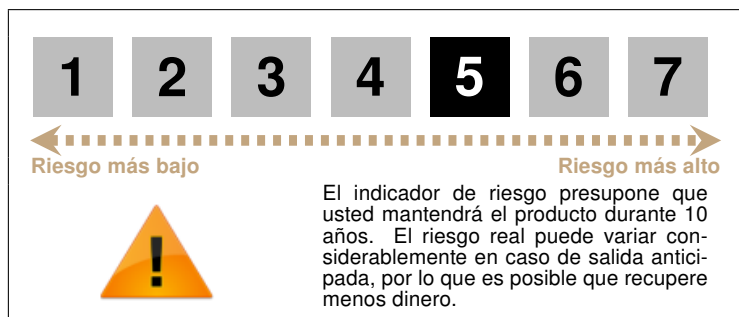 1 2 3 4 5 6 7
Riesgo más bajo Riesgo más alto
El indicador de riesgo presupone que
usted mantendrá el producto durante 10
años. El riesgo real puede variar con-
siderablemente en caso de salida antici-
pada, por lo que es posible que recupere
menos dinero.
!